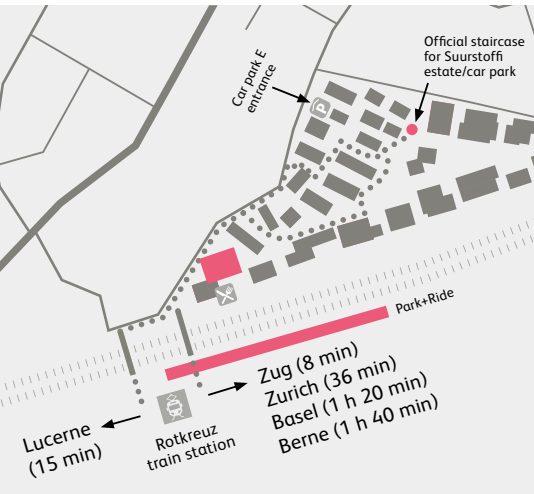 Official staircase
for Suurstoffi
estate/car park
Car park E
entrance
P
Park+Ride
Zug (8 min)
Zurich (36 min)
Basel (1 h 20 min)
Berne (1 h 40 min)
Lucerne
(15 min)
Rotkreuz
train station